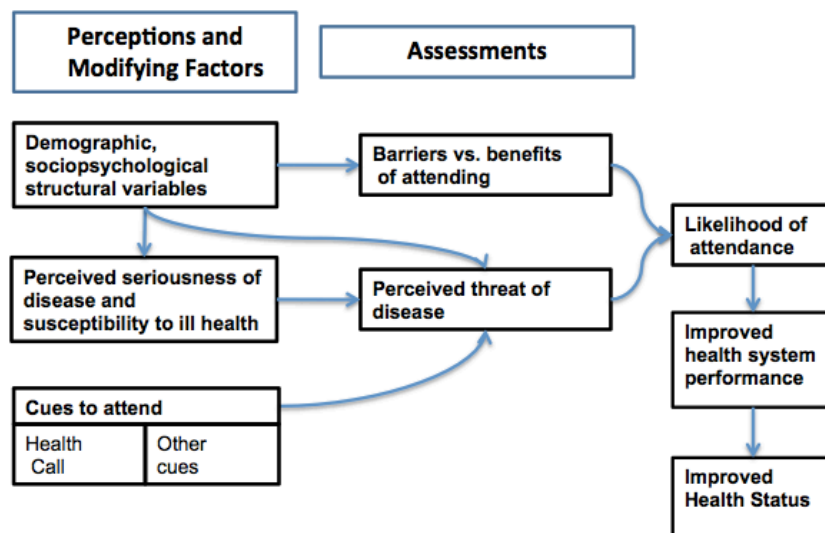 Perceptions and
Modifying Factors
Assessments
Demographic,
sociopsychological
structural variables
Barriers vs. benefits
of attending
Likelihood of
attendance
Perceived seriousness of
disease and
susceptibility to ill health
Perceived threat of
disease
Improved
health system
performance
Cues to attend
Health
Call
Other
cues
Improved
Health Status